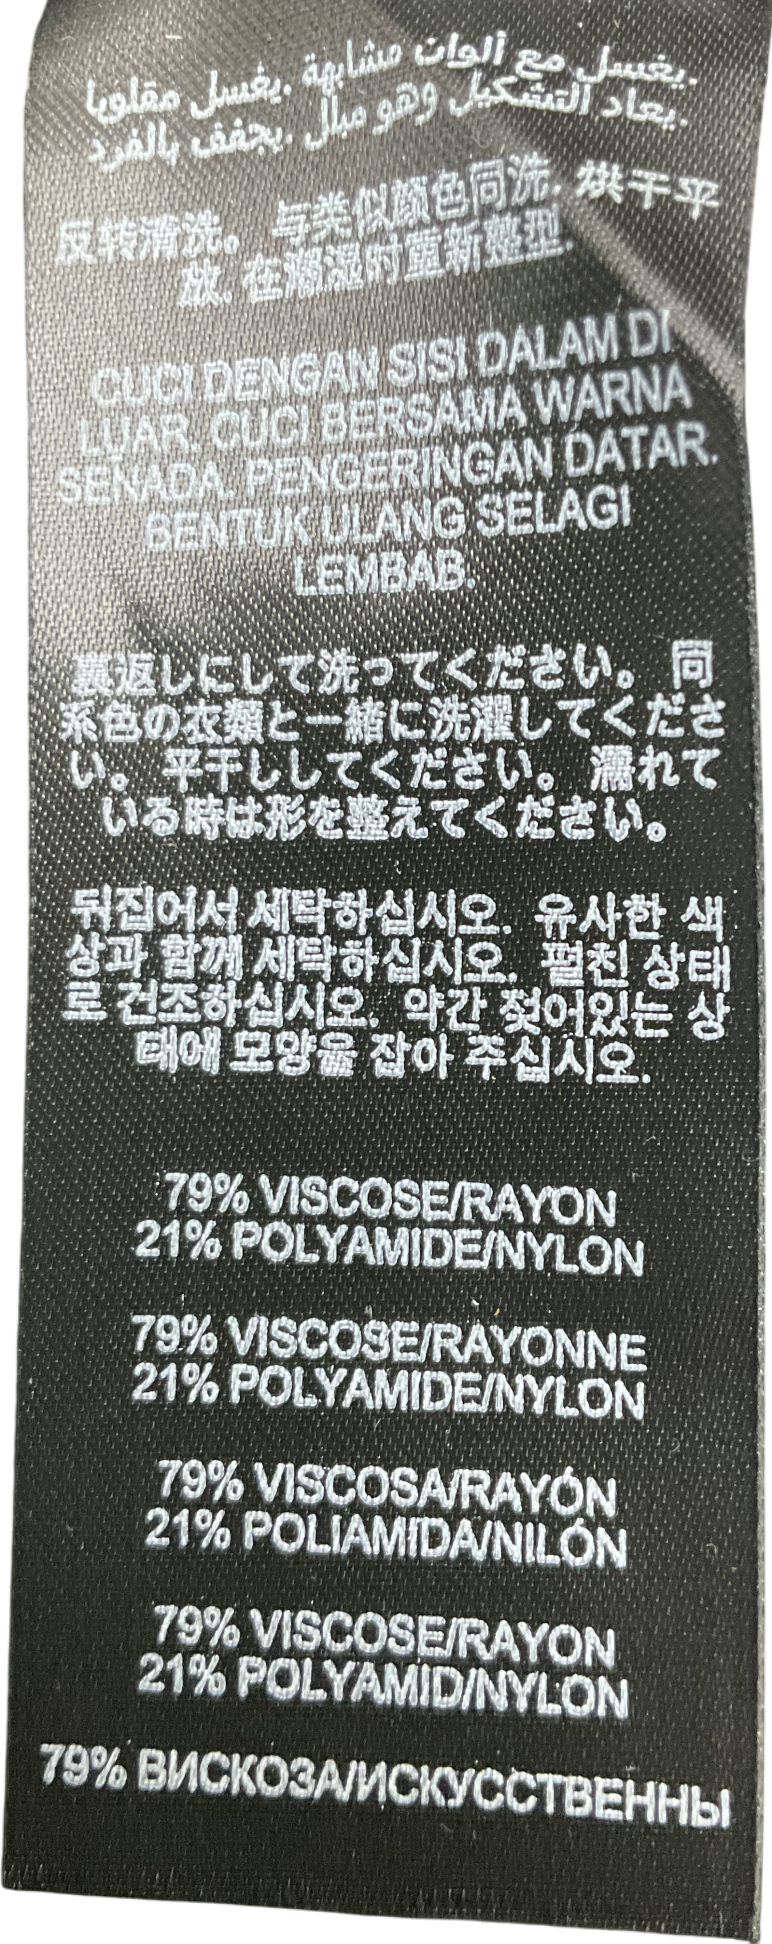 يغسل مع ألوان مشابهة. يغسل مقلوبا.
يعاد التشكيل وهو مبلل. يجفف بالفرد.
反转清洗。 与类似颜色同洗. 烘干平
放. 在潮湿时重新整型.
CUCI DENGAN SISI DALAM DI
LUAR. CUCI BERSAMA WARNA
SENADA. PENGERINGAN DATAR.
BENTUK ULANG SELAGI
LEMBAB.
裏返しにして洗ってください。 同
系色の衣類と一緒に洗濯してくださ
い。 平干ししてください。 濡れて
いる時は形を整えてください。
뒤집어서 세탁하십시오. 유사한 색
상과 함께 세탁하십시오. 펼친 상태
로 건조하십시오. 약간 젖어있는 상
태에 모양을 잡아 주십시오.
79% VISCOSE/RAYON
21% POLYAMIDE/NYLON
79% VISCOSE/RAYONNE
21% POLYAMIDE/NYLON
79% VISCOSA/RAYÓN
21% POLIAMIDA/NILÓN
79% VISCOSE/RAYON
21% POLYAMID/NYLON
79% ВИСКОЗА/ИСКУССТВЕННЫ